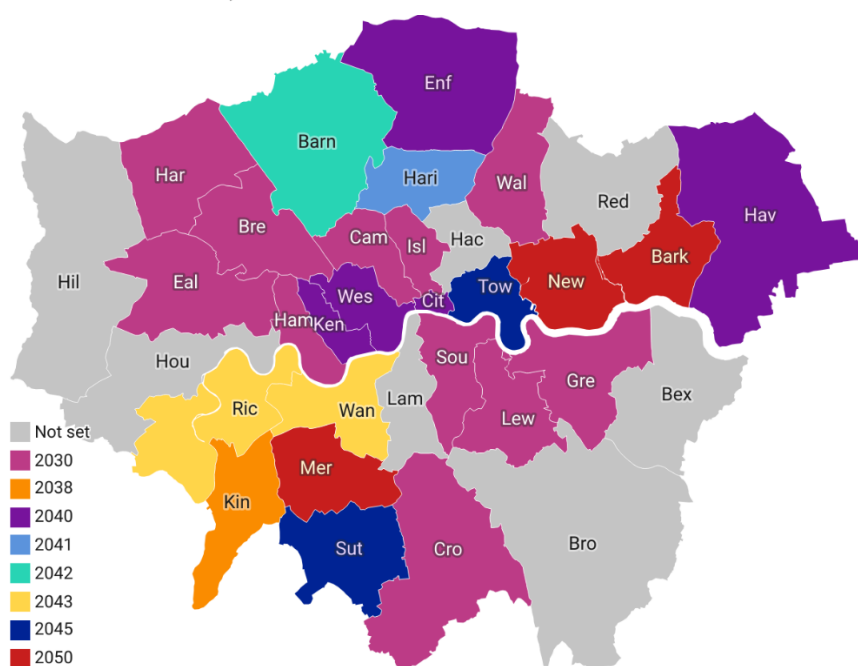 Enf
Barn
Har
Hari
Wal
Red
Hav
Bre
Cam
Isl
Hac
Bark
Hil
Eal
Wes
Cit
Tow
New
Ham
Ken
Hou
Sou
Gre
Bex
Ric
Wan
Lam
Lew
Mer
Kin
Sut
Cro
Bro
Not set
2030
2038
2040
2041
2042
2043
2045
2050